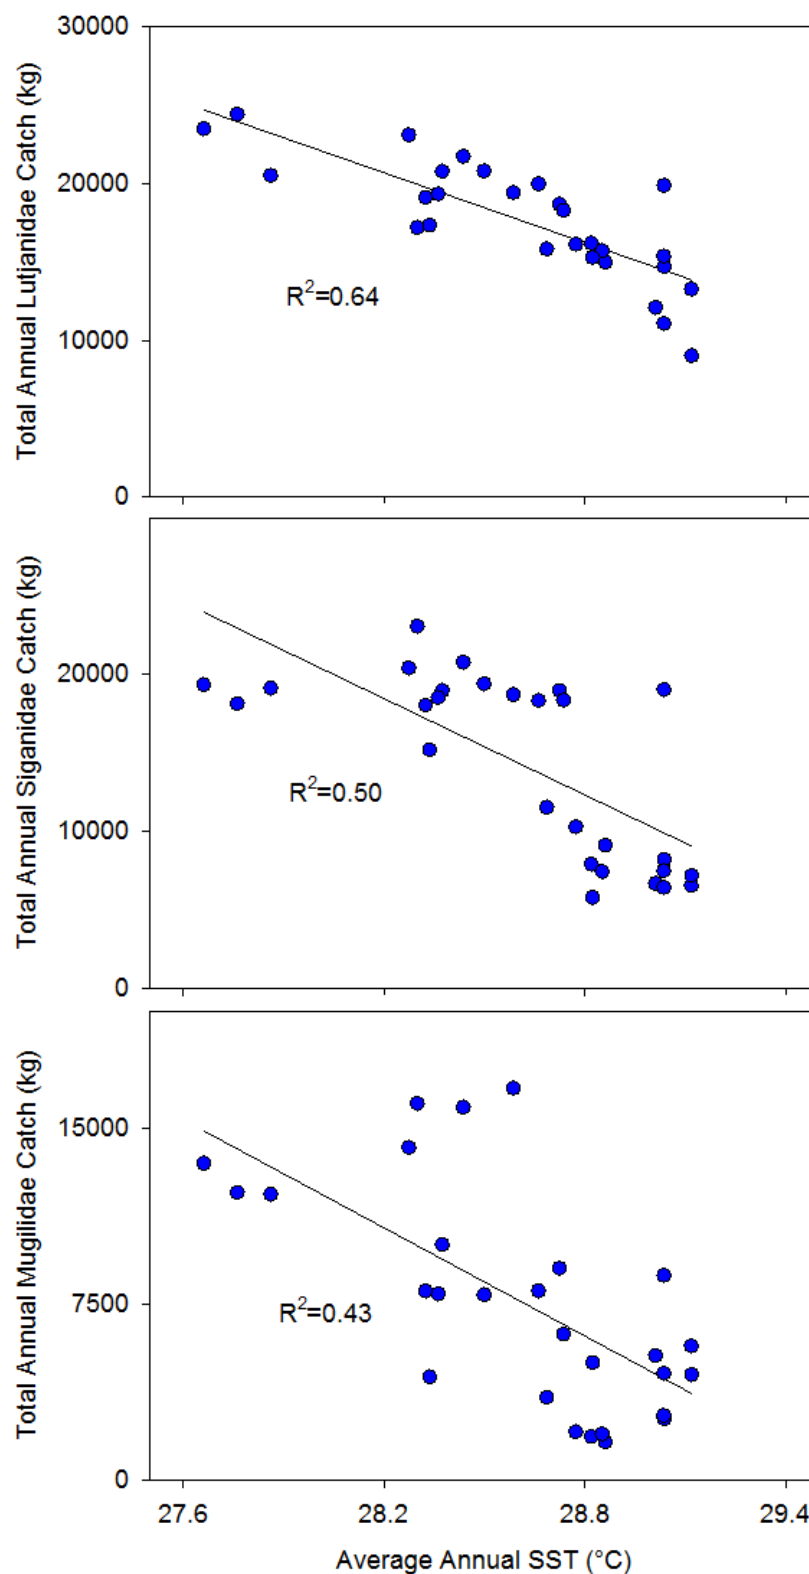 30000
20000
10000
0
Total Annual Lutjanidae Catch (kg)
R²=0.64
20000
10000
0
Total Annual Siganidae Catch (kg)
R²=0.50
15000
7500
0
Total Annual Mugilidae Catch (kg)
R²=0.43
27.6 28.2 28.8 29.4
Average Annual SST (°C)